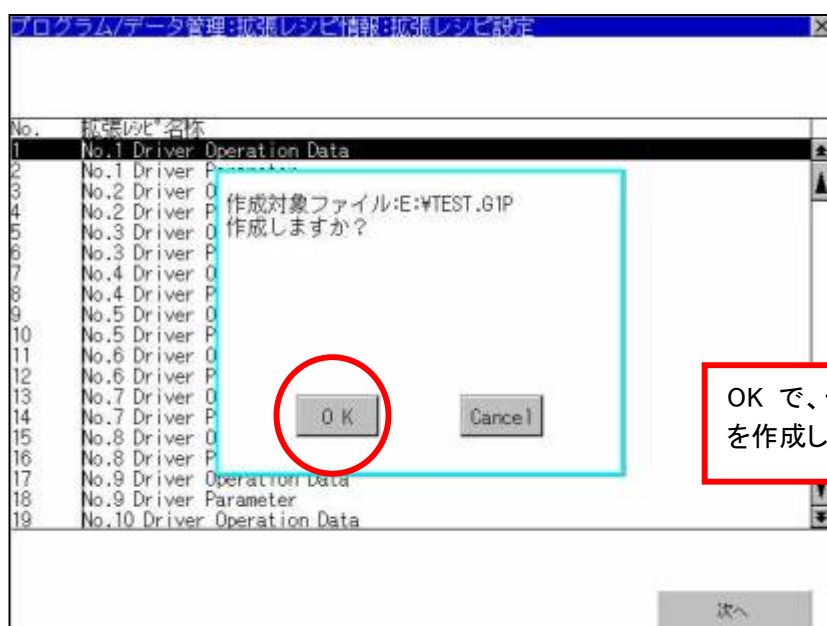 プログラム/データ管理:拡張レシピ情報:拡張レシピ設定
No. 拡張ﾚｼﾋﾟ名称
1 No.1 Driver Operation Data
2 No.1 Driver
3 No.2 Driver O
4 No.2 Driver P
5 No.3 Driver O
6 No.3 Driver P
7 No.4 Driver O
8 No.4 Driver P
9 No.5 Driver O
10 No.5 Driver P
11 No.6 Driver O
12 No.6 Driver P
13 No.7 Driver O
14 No.7 Driver P
15 No.8 Driver O
16 No.8 Driver P
17 No.9 Driver Operation Data
18 No.9 Driver Parameter
19 No.10 Driver Operation Data
作成対象ファイル:E:¥TEST.G1P
作成しますか？
OK
Cancel
OK で、
を作成し
次へ